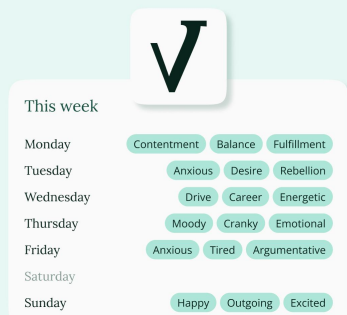 This week
Monday Contentment Balance Fulfillment
Tuesday Anxious Desire Rebellion
Wednesday Drive Career Energetic
Thursday Moody Cranky Emotional
Friday Anxious Tired Argumentative
Saturday
Sunday Happy Outgoing Excited